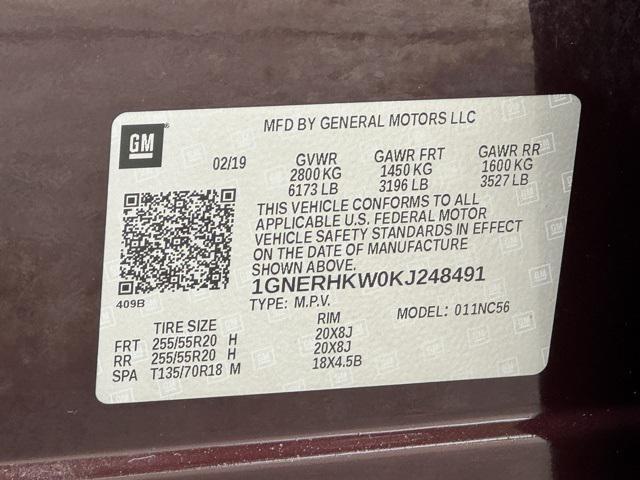 MFD BY GENERAL MOTORS LLC
GM
02/19 GVWR GAWR FRT GAWR RR
2800 KG 1450 KG 1600 KG
6173 LB 3196 LB 3527 LB
THIS VEHICLE CONFORMS TO ALL
APPLICABLE U.S. FEDERAL MOTOR
VEHICLE SAFETY STANDARDS IN EFFECT
ON THE DATE OF MANUFACTURE
SHOWN ABOVE.
409B
1GNERHKW0KJ248491
TYPE: M.P.V. MODEL: 011NC56
TIRE SIZE RIM
FRT 255/55R20 H 20X8J
RR 255/55R20 H 20X8J
SPA T135/70R18 M 18X4.5B